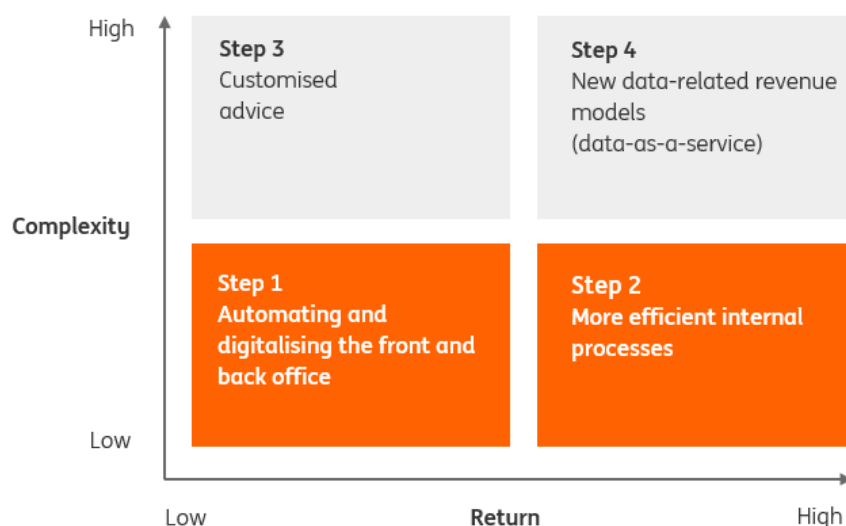 High
Step 3
Customised
advice
Step 4
New data-related revenue
models
(data-as-a-service)
Complexity
Step 1
Automating and
digitalising the front and
back office
Step 2
More efficient internal
processes
Low
Low
Return
High